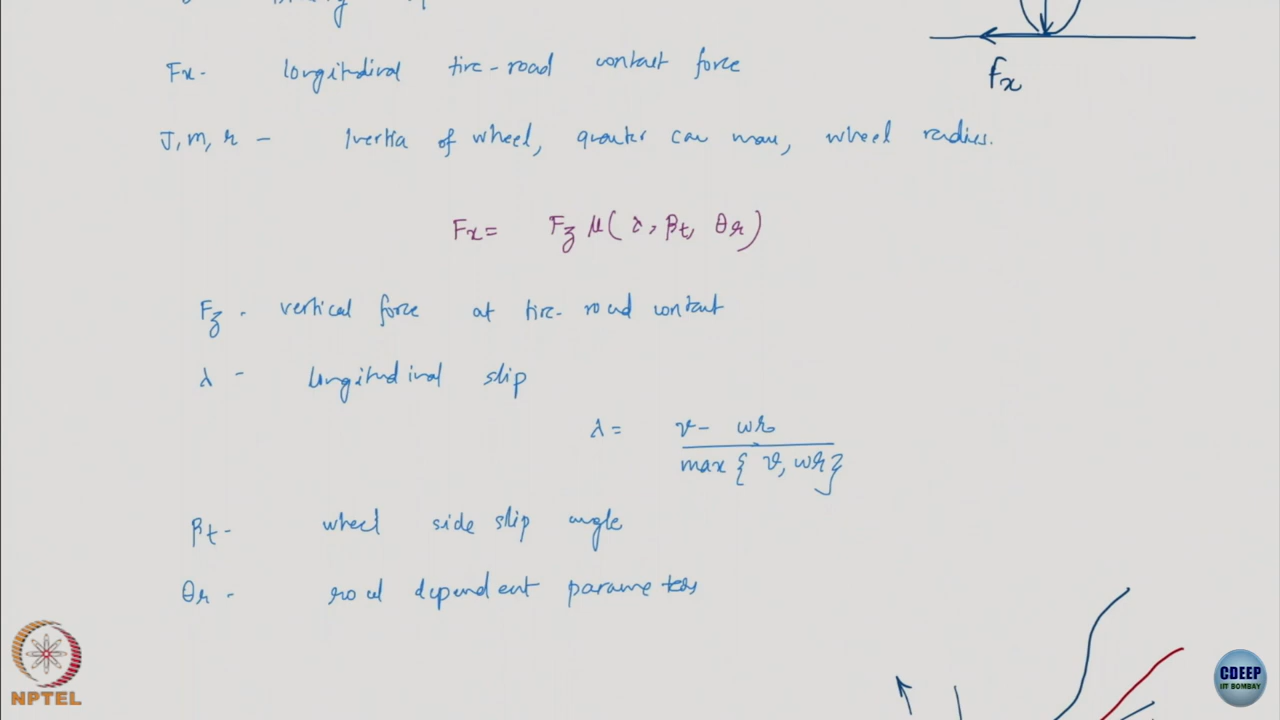 Fx
Fx- longitudinal tire-road contact force
J, m, r - Inertia of wheel, quarter car mass, wheel radius.
Fx= Fz μ( λ, βt, θr)
Fz - vertical force at tire-road contact
λ - longitudinal slip
λ= v- ωr / max{ v, ωr}
βt- wheel side slip angle
θr - road dependent parameters
NPTEL
CDEEP
IIT BOMBAY